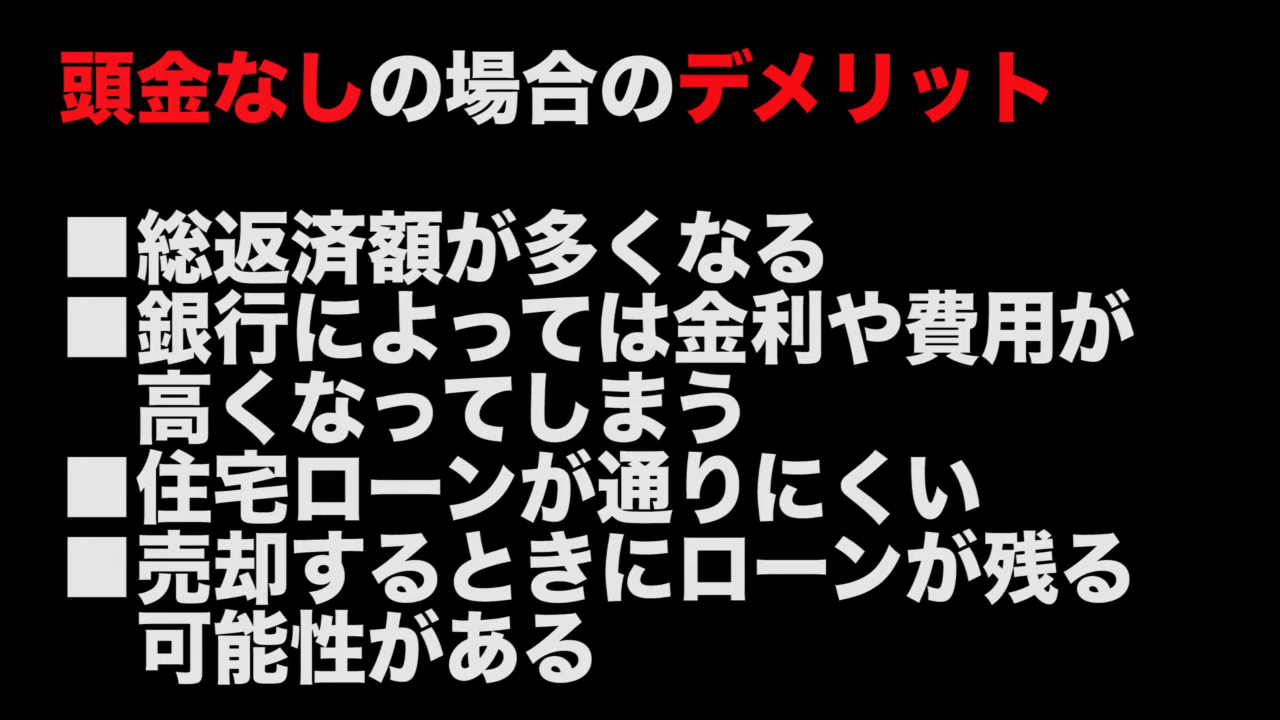 頭金なしの場合のデメリット
■総返済額が多くなる
■銀行によっては金利や費用が
高くなってしまう
■住宅ローンが通りにくい
■売却するときにローンが残る
可能性がある